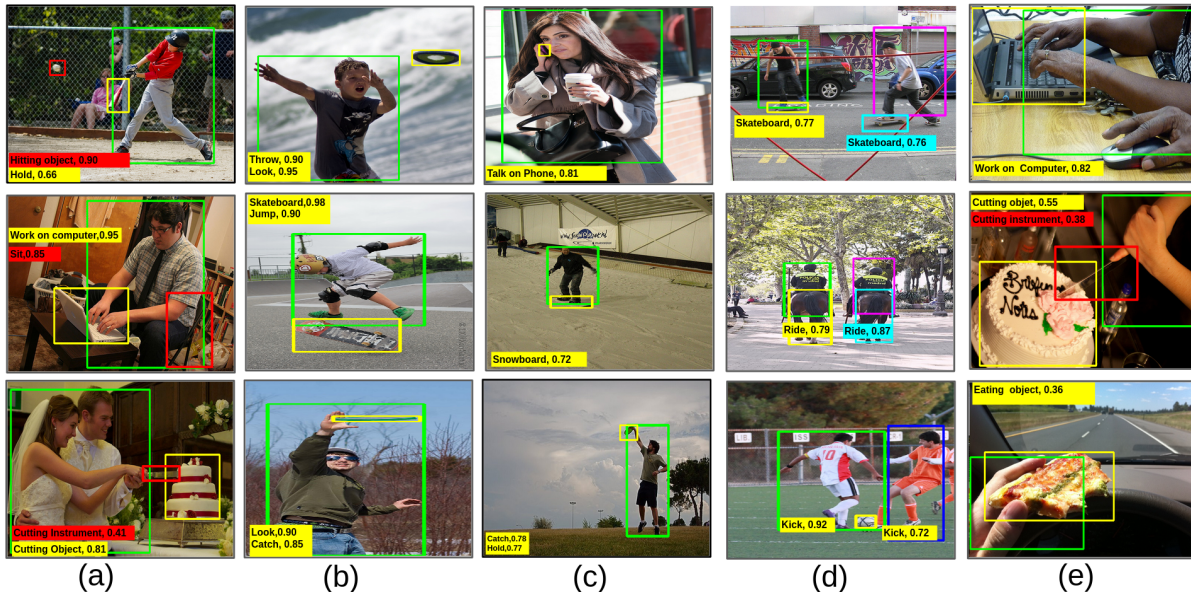 Hitting object, 0.90
Hold, 0.66
Throw, 0.90
Look, 0.95
Talk on Phone, 0.81
Skateboard, 0.77
Skateboard, 0.76
Work on Computer, 0.82
Work on computer,0.95
Sit,0.85
Skateboard,0.98
Jump, 0.90
Snowboard, 0.72
Ride, 0.79
Ride, 0.87
Cutting objet, 0.55
Cutting instrument, 0.38
Notis
Cutting Instrument, 0.41
Cutting Object, 0.81
Look,0.90
Catch, 0.85
Catch,0.78
Hold,0.77
LIB
ISS
10
Kick, 0.92
Kick, 0.72
Eating object, 0.36
(a)
(b)
(c)
(d)
(e)